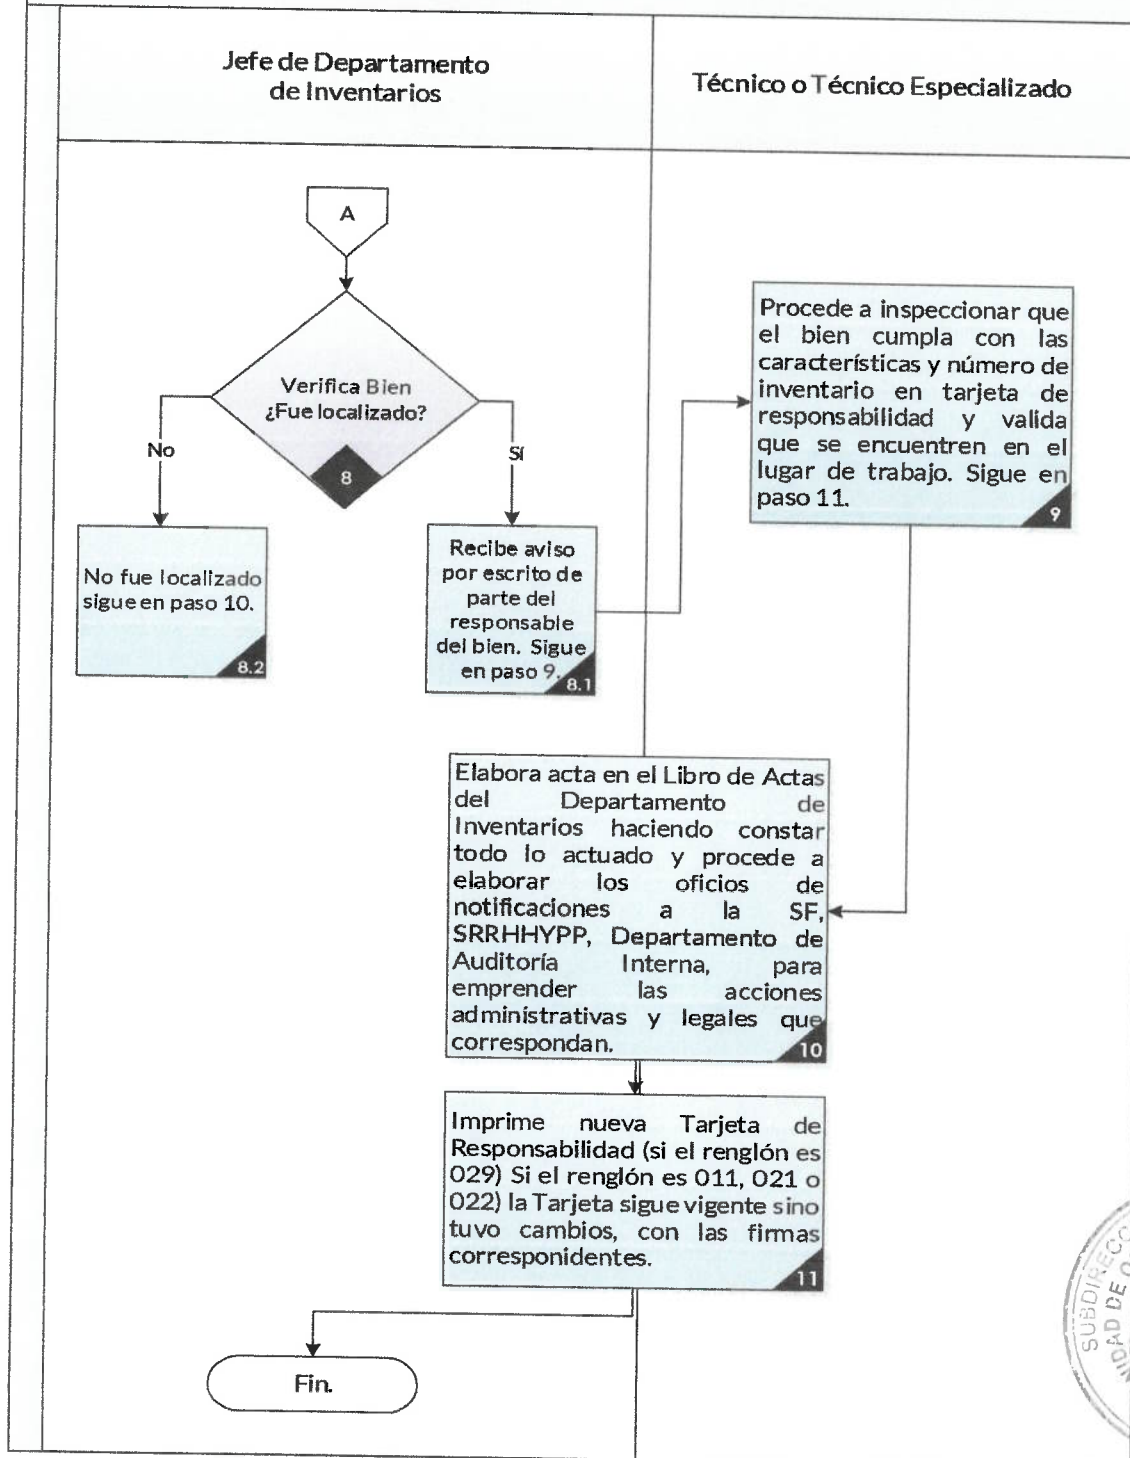 Jefe de Departamento
de Inventarios
Técnico o Técnico Especializado
A
Verifica Bien
¿Fue localizado?
8
No
Sí
No fue localizado
sigue en paso 10.
8.2
Recibe aviso
por escrito de
parte del
responsable
del bien. Sigue
en paso 9.
8.1
Procede a inspeccionar que
el bien cumpla con las
características y número de
inventario en tarjeta de
responsabilidad y valida
que se encuentren en el
lugar de trabajo. Sigue en
paso 11.
9
Elabora acta en el Libro de Actas
del Departamento de
Inventarios haciendo constar
todo lo actuado y procede a
elaborar los oficios de
notificaciones a la SF,
SRRHHYPP, Departamento de
Auditoría Interna, para
emprender las acciones
administrativas y legales que
correspondan.
10
Imprime nueva Tarjeta de
Responsabilidad (si el renglón es
029) Si el renglón es 011, 021 o
022) la Tarjeta sigue vigente sino
tuvo cambios, con las firmas
correspondientes.
11
Fin.